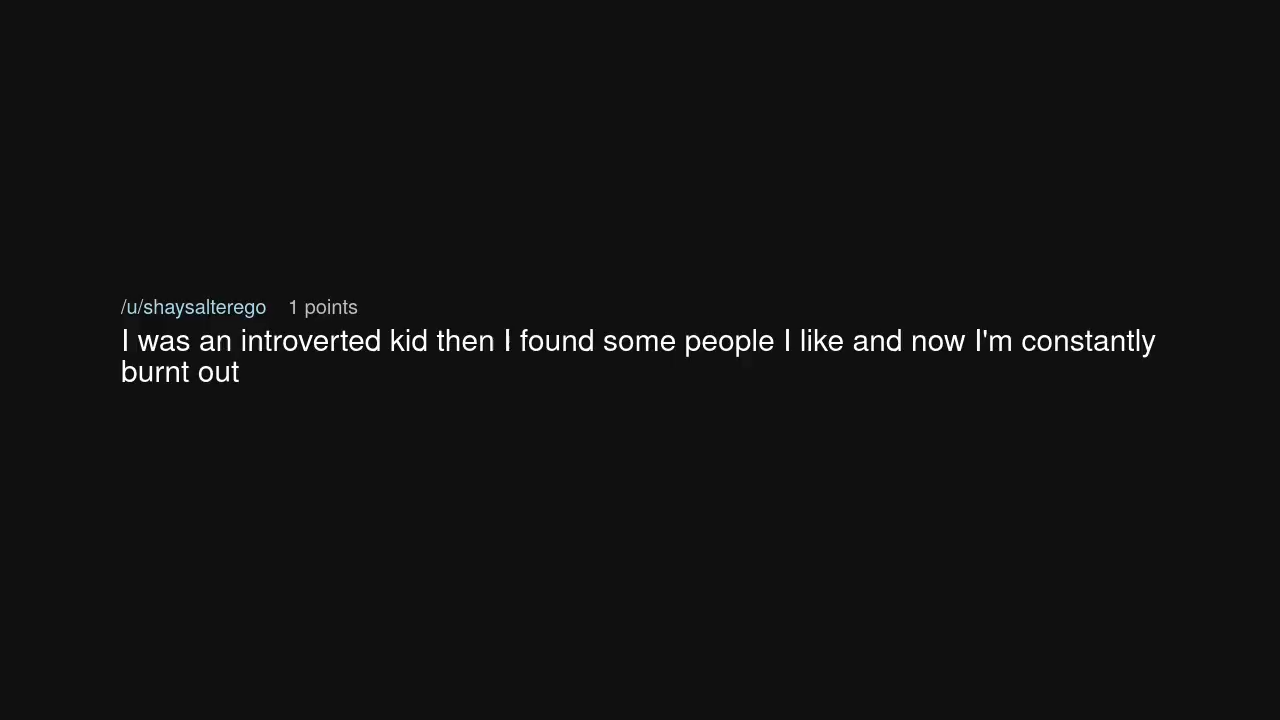 /u/shaysalterego 1 points
I was an introverted kid then I found some people I like and now I'm constantly
burnt out